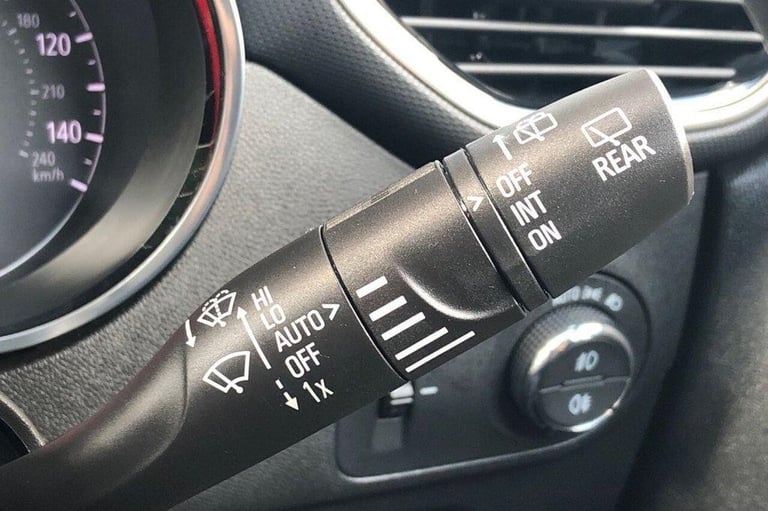 180
120
210
140
240
km/h
HI
LO
AUTO >
OFF
1x
> OFF
INT
ON
REAR